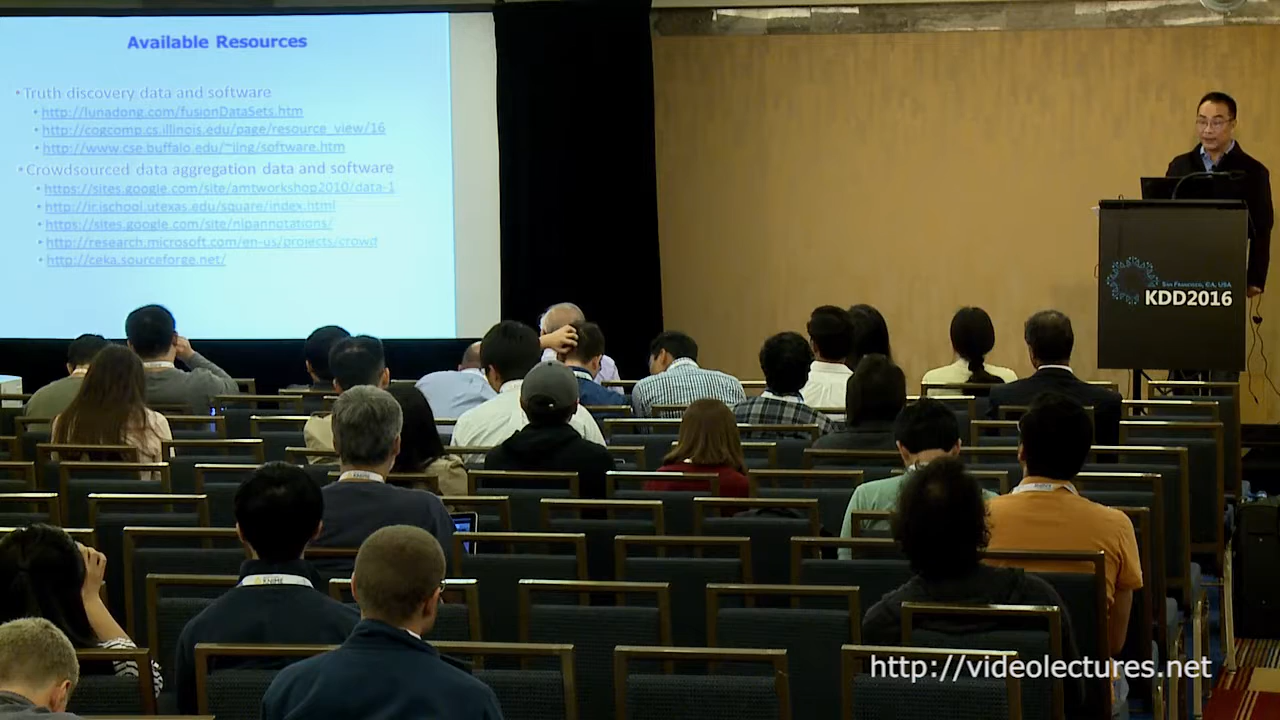 Available Resources
• Truth discovery data and software
• http://lunadong.com/fusionDataSets.htm
• http://cogcomp.cs.illinois.edu/page/resource_view/16
• http://www.cse.buffalo.edu/~jing/software.htm
• Crowdsourced data aggregation data and software
• https://sites.google.com/site/amtworkshop2010/data-1
• http://ir.ischool.utexas.edu/square/index.html
• https://sites.google.com/site/nlpannotations/
• http://research.microsoft.com/en-us/projects/crowd
• http://ceka.sourceforge.net/
San Francisco, CA, USA
KDD2016
http://videolectures.net